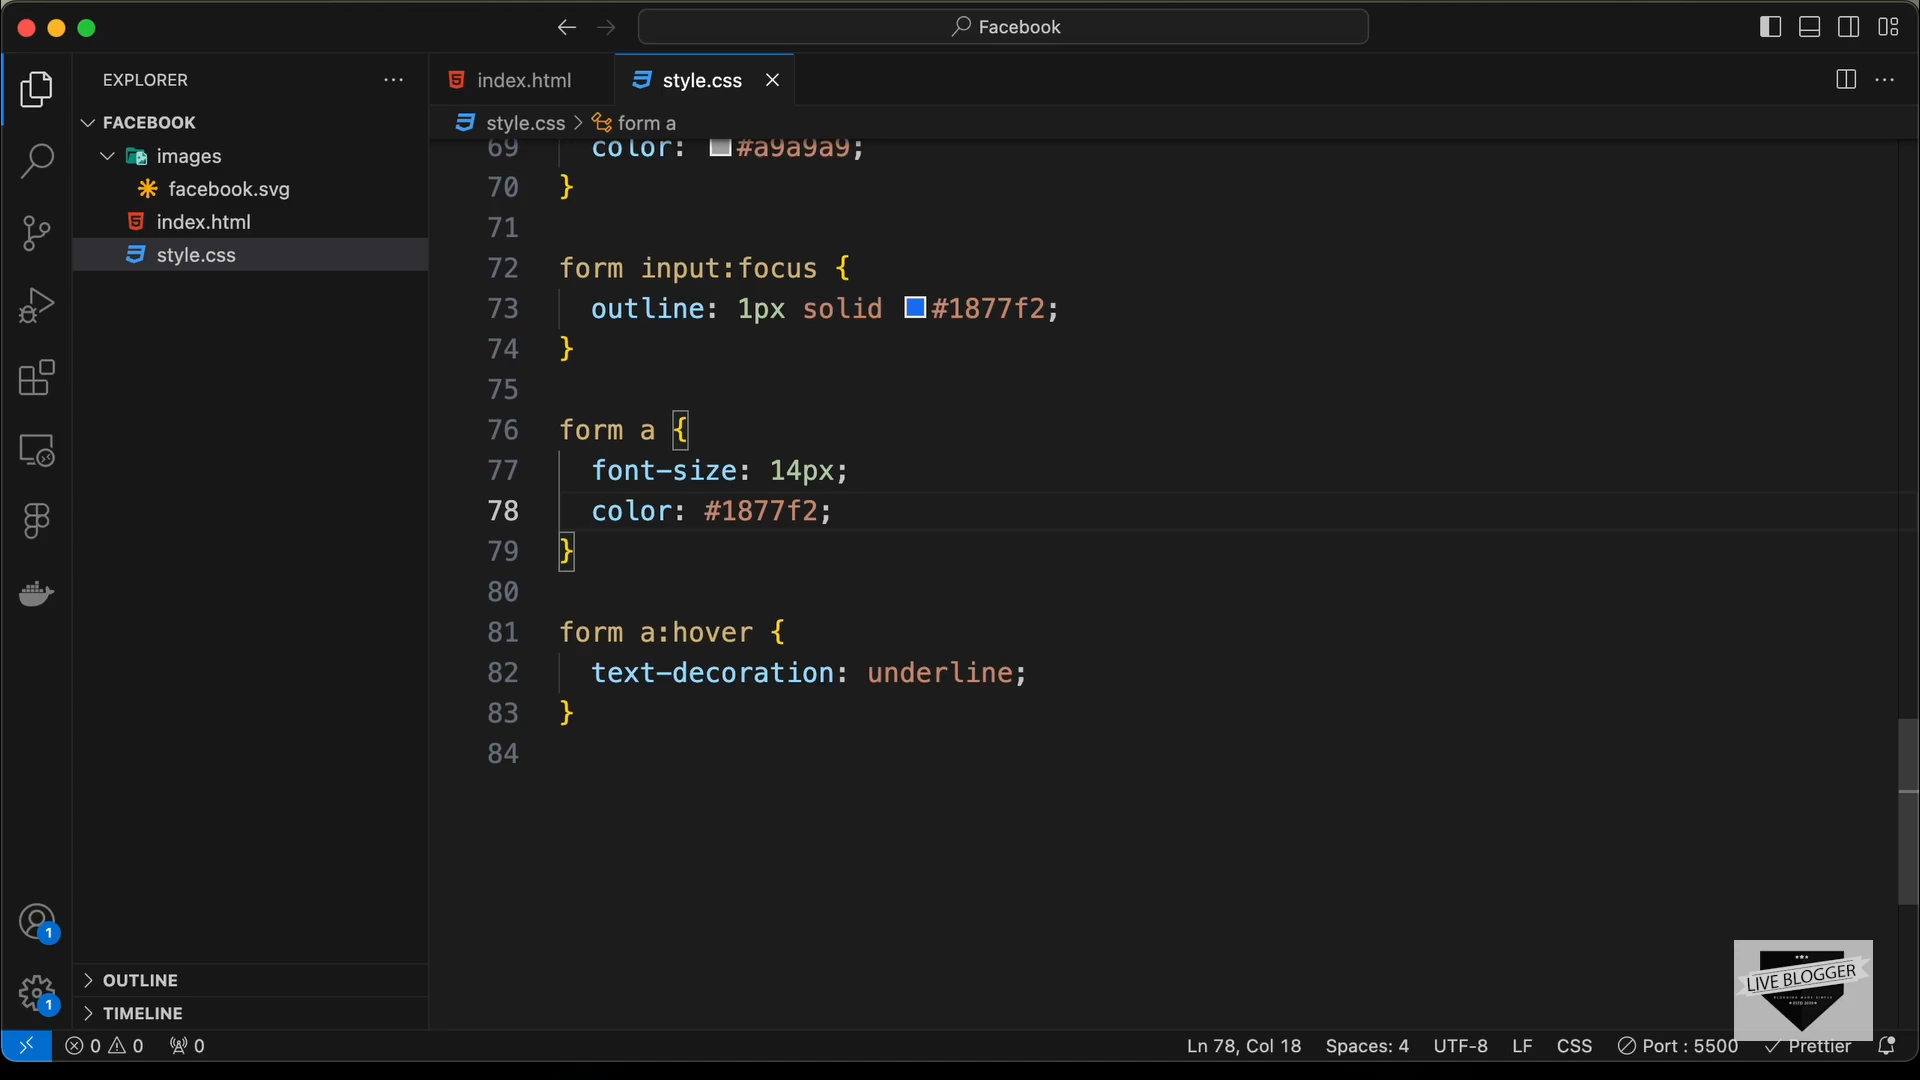 Facebook
EXPLORER
index.html
style.css
FACEBOOK
style.css > form a
images
facebook.svg
index.html
style.css
69 color: #a9a9a9;
70 }
71
72 form input:focus {
73 outline: 1px solid #1877f2;
74 }
75
76 form a {
77 font-size: 14px;
78 color: #1877f2;
79 }
80
81 form a:hover {
82 text-decoration: underline;
83 }
84
1
1
OUTLINE
TIMELINE
LIVE BLOGGER
0 0 0
Ln 78, Col 18 Spaces: 4 UTF-8 LF CSS Port : 5500 Prettier